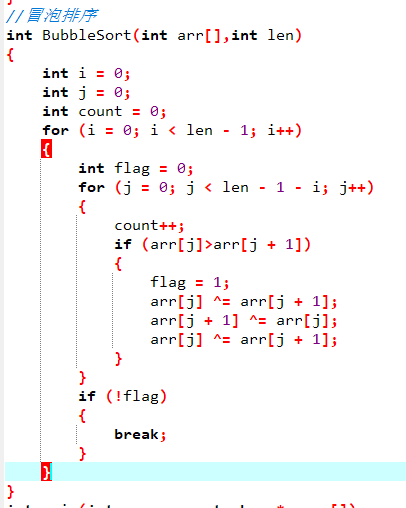 //冒泡排序
int BubbleSort(int arr[],int len)
{
    int i = 0;
    int j = 0;
    int count = 0;
    for (i = 0; i < len - 1; i++)
    {
        int flag = 0;
        for (j = 0; j < len - 1 - i; j++)
        {
            count++;
            if (arr[j]>arr[j + 1])
            {
                flag = 1;
                arr[j] ^= arr[j + 1];
                arr[j + 1] ^= arr[j];
                arr[j] ^= arr[j + 1];
            }
        }
        if (!flag)
        {
            break;
        }
    }
}